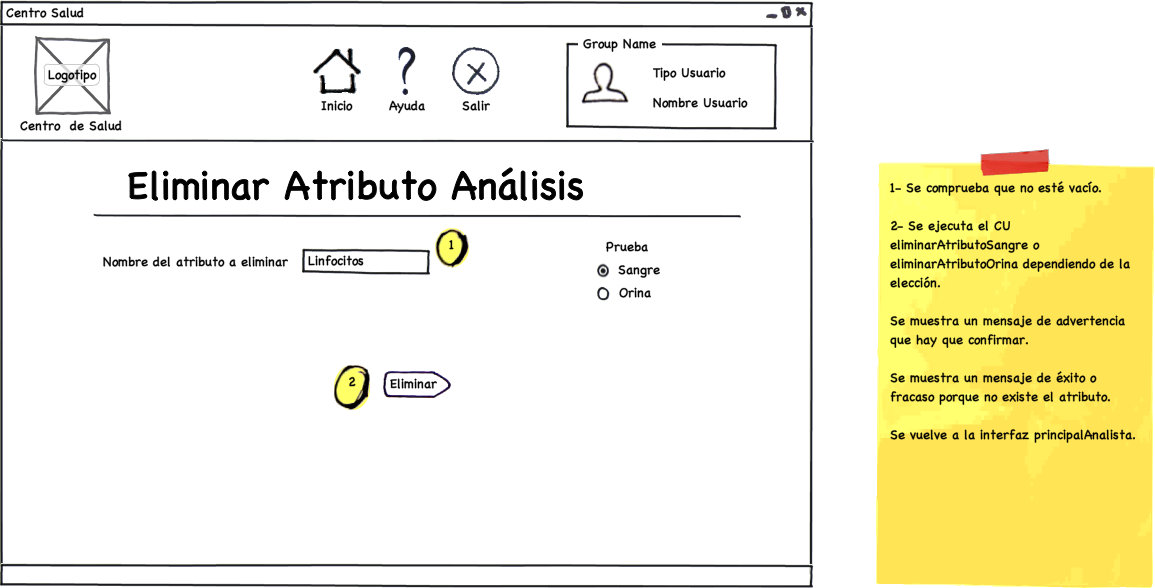 Centro Salud
Logotipo
Centro de Salud
Inicio
Ayuda
Salir
Group Name
Tipo Usuario
Nombre Usuario
Eliminar Atributo Análisis
Nombre del atributo a eliminar
Linfocitos
1
Prueba
Sangre
Orina
2
Eliminar
1- Se comprueba que no esté vacío.
2- Se ejecuta el CU
eliminarAtributoSangre o
eliminarAtributoOrina dependiendo de la
elección.
Se muestra un mensaje de advertencia
que hay que confirmar.
Se muestra un mensaje de éxito o
fracaso porque no existe el atributo.
Se vuelve a la interfaz principalAnalista.